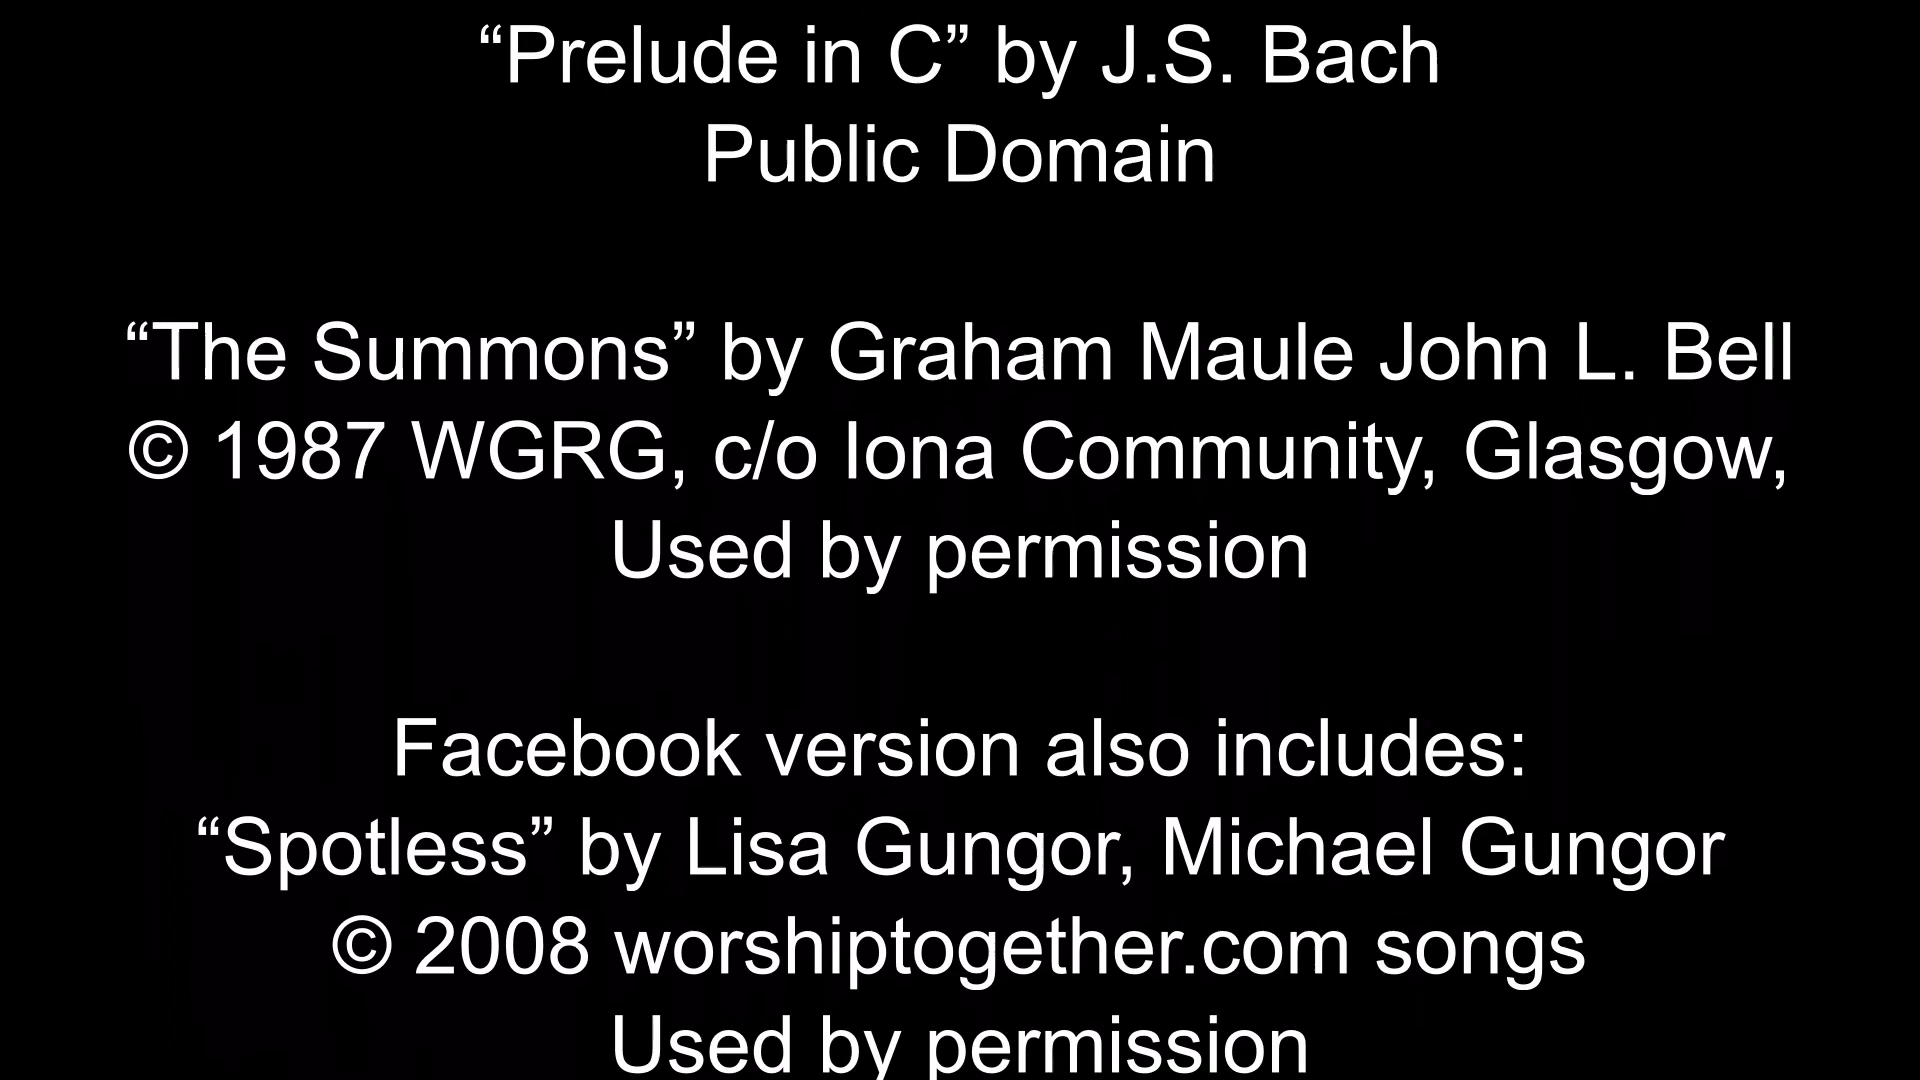 “Prelude in C” by J.S. Bach
Public Domain
“The Summons” by Graham Maule John L. Bell
© 1987 WGRG, c/o Iona Community, Glasgow,
Used by permission
Facebook version also includes:
“Spotless” by Lisa Gungor, Michael Gungor
© 2008 worshiptogether.com songs
Used by permission